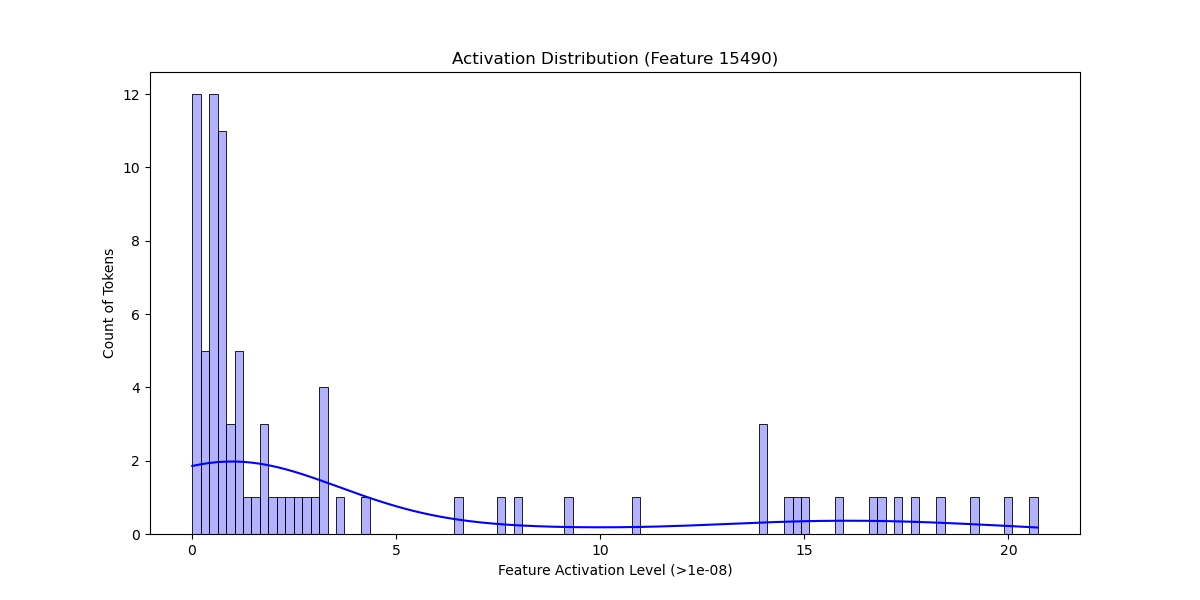 Activation Distribution (Feature 15490)
12
10
8
6
4
2
0
Count of Tokens
0 5 10 15 20
Feature Activation Level (>1e-08)